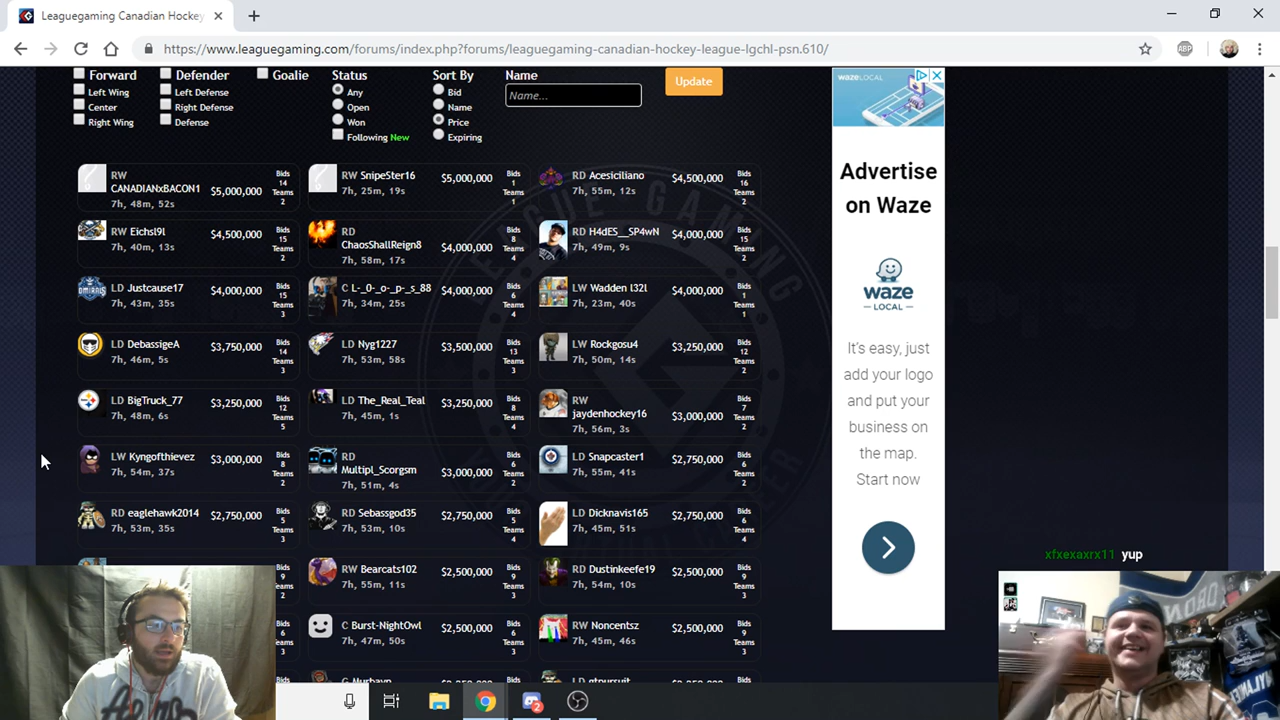 Leaguegaming Canadian Hockey
https://www.leaguegaming.com/forums/index.php?forums/leaguegaming-canadian-hockey-league-lgchl-psn.610/
ABP
Forward
Left Wing
Center
Right Wing
Defender
Left Defense
Right Defense
Defense
Goalie
Status
Any
Open
Won
Following New
Sort By
Bid
Name
Price
Expiring
Name
Name...
Update
RW
CANADIANxBACON1
7h, 48m, 52s
$5,000,000
Bids
14
Teams
2
RW SnipeSter16
7h, 25m, 19s
$5,000,000
Bids
1
Teams
1
RD Acesiciliano
7h, 55m, 12s
$4,500,000
Bids
16
Teams
2
RW Eichsl9l
7h, 40m, 13s
$4,500,000
Bids
15
Teams
2
RD
ChaosShallReign8
7h, 58m, 17s
$4,000,000
Bids
8
Teams
4
RD H4dES__SP4wN
7h, 49m, 9s
$4,000,000
Bids
15
Teams
2
LD Justcause17
7h, 43m, 35s
$4,000,000
Bids
15
Teams
3
C L-_0-_o-_p-_s_88
7h, 34m, 25s
$4,000,000
Bids
6
Teams
4
LW Wadden l32l
7h, 23m, 40s
$4,000,000
Bids
1
Teams
1
LD DebassigeA
7h, 46m, 59s
$3,750,000
Bids
14
Teams
3
LD Nyg1227
7h, 53m, 58s
$3,500,000
Bids
13
Teams
3
LW Rockgosu4
7h, 50m, 14s
$3,250,000
Bids
12
Teams
2
LD BigTruck_77
7h, 48m, 6s
$3,250,000
Bids
12
Teams
5
LD The_Real_Teal
7h, 45m, 1s
$3,250,000
Bids
8
Teams
4
RW
jaydenhockey16
7h, 56m, 3s
$3,000,000
Bids
7
Teams
2
LW Kyngofthievez
7h, 54m, 37s
$3,000,000
Bids
8
Teams
2
RD
Multipl_Scorgsm
7h, 51m, 4s
$3,000,000
Bids
6
Teams
2
LD Snapcaster1
7h, 55m, 41s
$2,750,000
Bids
6
Teams
2
RD eaglehawk2014
7h, 53m, 35s
$2,750,000
Bids
5
Teams
3
RD Sebassgod35
7h, 53m, 10s
$2,750,000
Bids
5
Teams
4
LD Dicknavis165
7h, 45m, 51s
$2,750,000
Bids
6
Teams
4
7h, 55m, 11s
$2,500,000
Bids
9
Teams
3
RD Dustinkeefe19
7h, 54m, 10s
$2,500,000
Bids
9
Teams
3
C Burst-NightOwl
7h, 47m, 50s
$2,500,000
Bids
6
Teams
3
RW Noncentsz
7h, 45m, 46s
$2,500,000
Bids
9
Teams
3
wazeLOCAL
Advertise
on Waze
waze
LOCAL
It's easy, just
add your logo
and put your
business on
the map.
Start now
xfxexaxrx11 yup
2